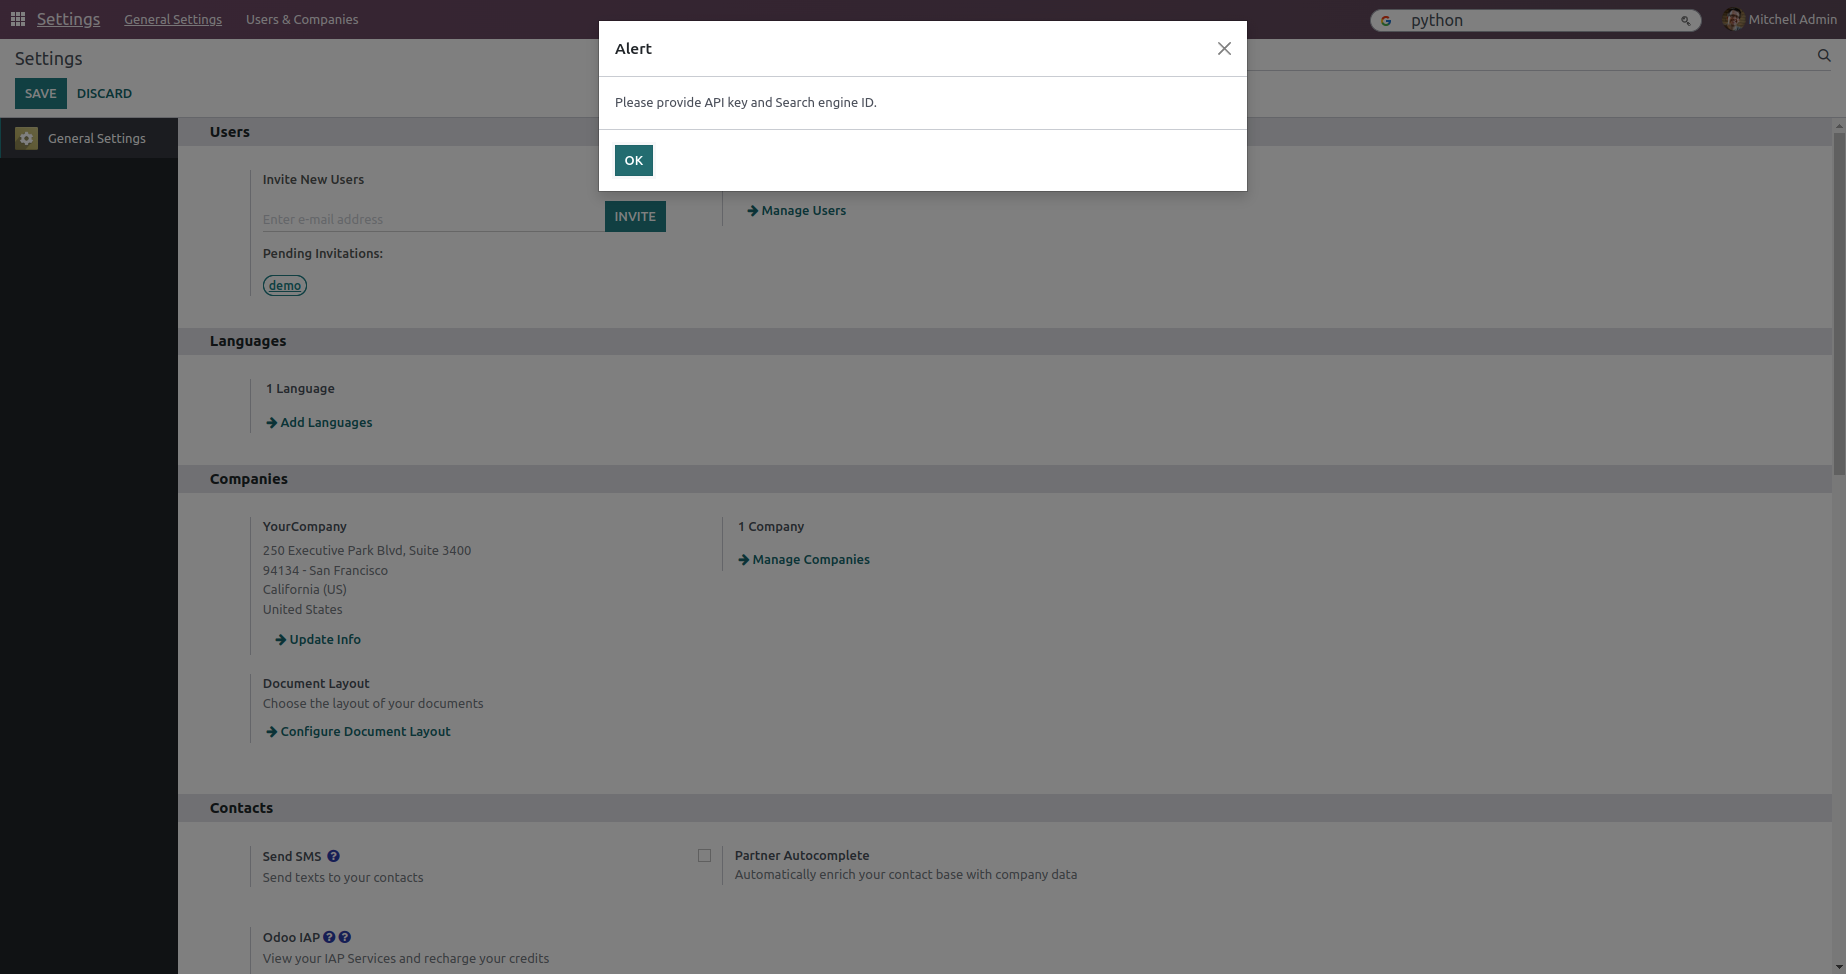 Settings General Settings Users & Companies python Mitchell Admin
Settings
SAVE DISCARD
Alert
Please provide API key and Search engine ID.
OK
General Settings
Users
Invite New Users
Enter e-mail address INVITE
Manage Users
Pending Invitations:
demo
Languages
1 Language
Add Languages
Companies
YourCompany
250 Executive Park Blvd, Suite 3400
94134 - San Francisco
California (US)
United States
Update Info
1 Company
Manage Companies
Document Layout
Choose the layout of your documents
Configure Document Layout
Contacts
Send SMS ?
Send texts to your contacts
Partner Autocomplete
Automatically enrich your contact base with company data
Odoo IAP ? ?
View your IAP Services and recharge your credits